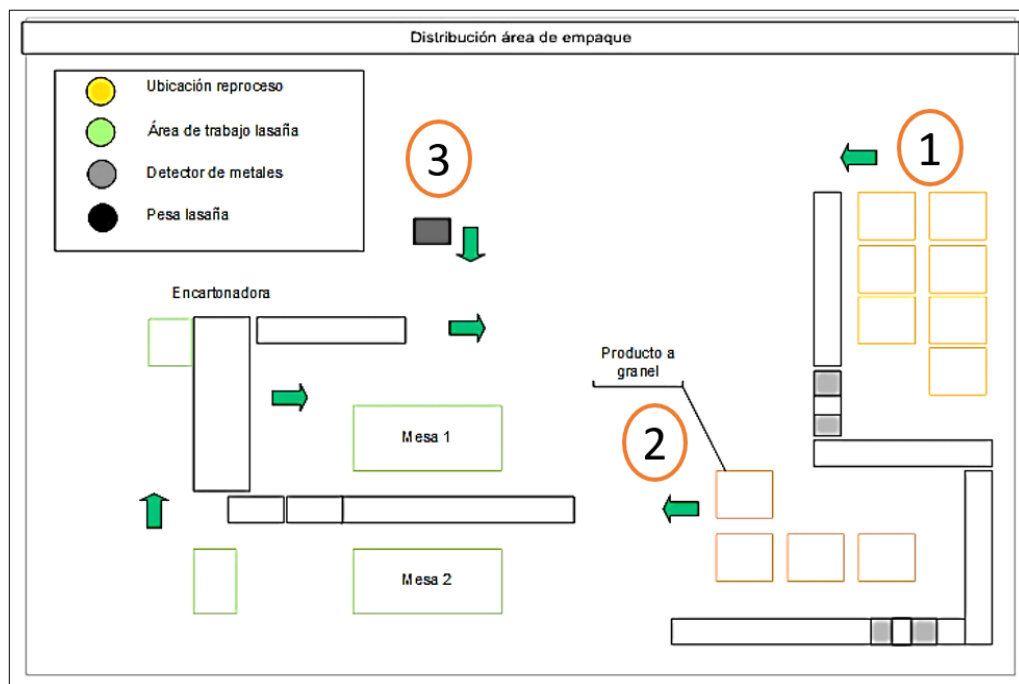 Distribución área de empaque
Ubicación reproceso
Área de trabajo lasaña
Detector de metales
Pesa lasaña
3
1
Encartonadora
Producto a
granel
Mesa 1
2
Mesa 2